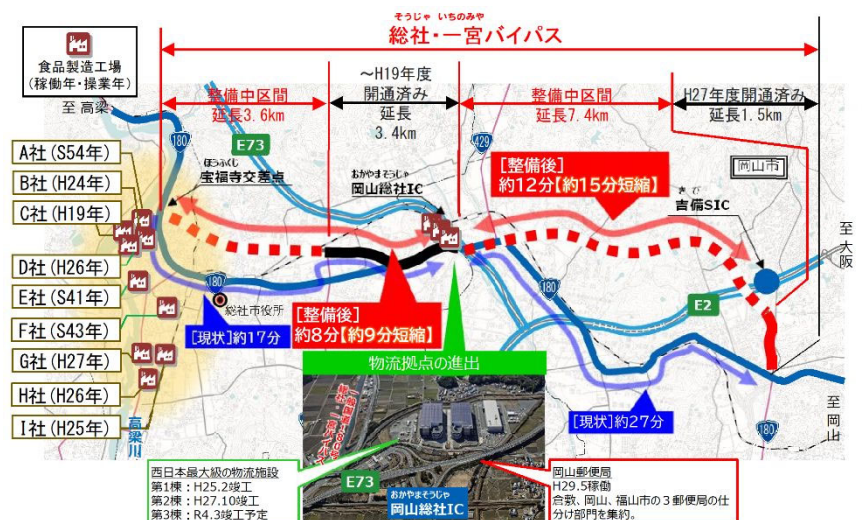 そうじゃ いちのみや
総社・一宮バイパス
食品製造工場
(稼働年・操業年)
整備中区間
延長3.6km
～H19年度
開通済み
延長
3.4km
整備中区間
延長7.4km
H27年度開通済み
延長1.5km
至 高梁
180
E73
429
A社(S54年)
B社(H24年)
C社(H19年)
D社(H26年)
E社(S41年)
F社(S43年)
G社(H27年)
H社(H26年)
I社(H25年)
ほうふくじ
宝福寺交差点
おかやまそうじゃ
岡山総社IC
[整備後]
約12分【約15分短縮】
岡山市
きび
吉備SIC
至大阪
180
総社市役所
[現状]約17分
[整備後]
約8分【約9分短縮】
E2
物流拠点の進出
[現状]約27分
180
至岡山
高梁川
総社・一宮バイパス
E73
おかやまそうじゃ
岡山総社IC
西日本最大級の物流施設
第1棟：H25.2竣工
第2棟：H27.10竣工
第3棟：R4.3竣工予定
岡山郵便局
H29.5稼働
倉敷、岡山、福山市の３郵便局の仕
分け部門を集約。